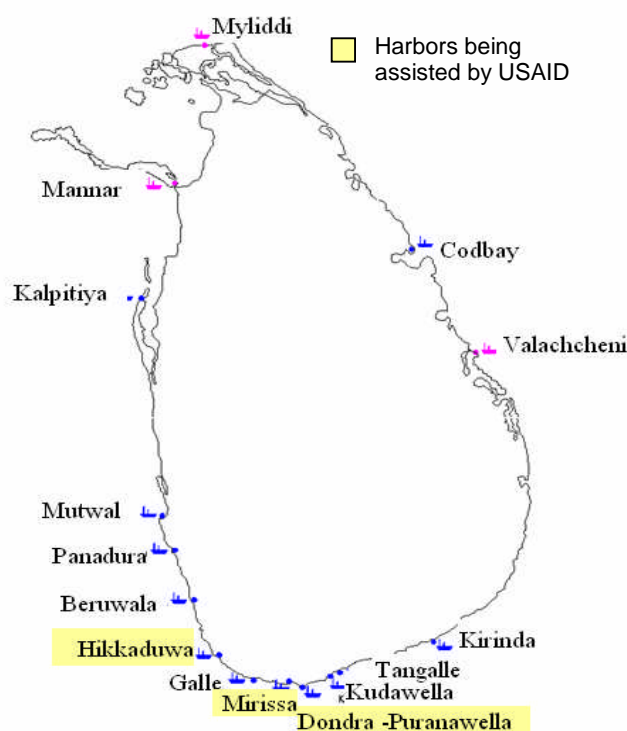 Myliddi
Harbors being
assisted by USAID
Mannar
Codbay
Kalpitiya
Valachcheni
Mutwal
Panadura
Beruwala
Hikkaduwa
Kirinda
Tangalle
Galle
Kudawella
K
Mirissa
Dondra -Puranawella